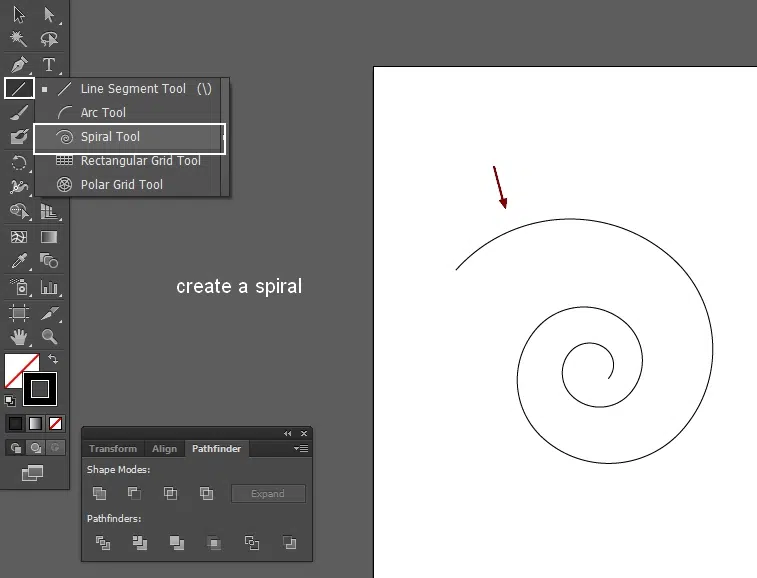 T
Line Segment Tool (\)
Arc Tool
Spiral Tool
Rectangular Grid Tool
Polar Grid Tool
create a spiral
Transform Align Pathfinder
Shape Modes:
Expand
Pathfinders: